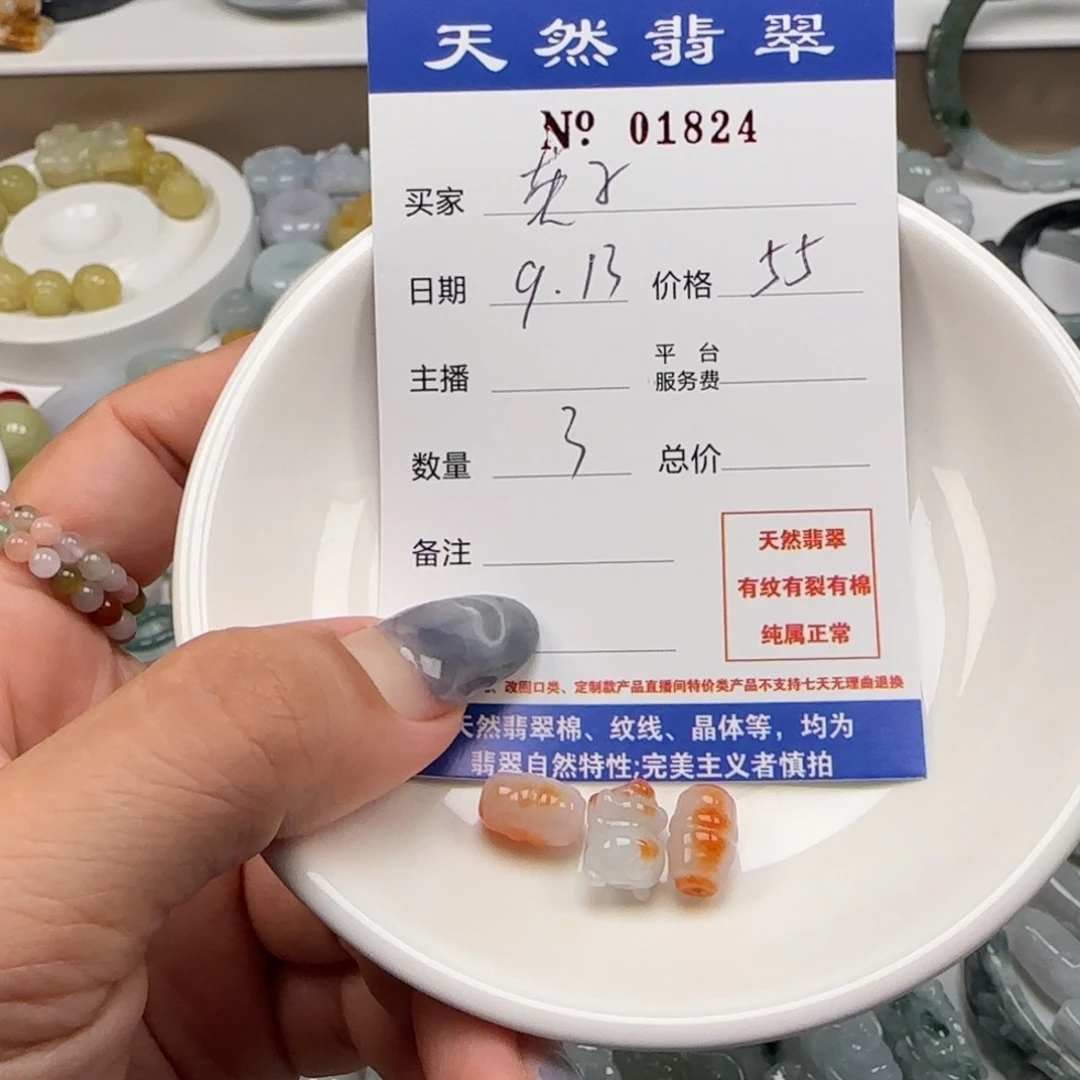 天然翡翠
Nº 01824
买家
日期 9.13 价格 55
主播 平台
服务费
数量 3 总价
备注
天然翡翠
有纹有裂有棉
纯属正常
、改圈口类、定制款产品直播间特价类产品不支持七天无理由退换
天然翡翠棉、纹线、晶体等，均为
翡翠自然特性;完美主义者慎拍